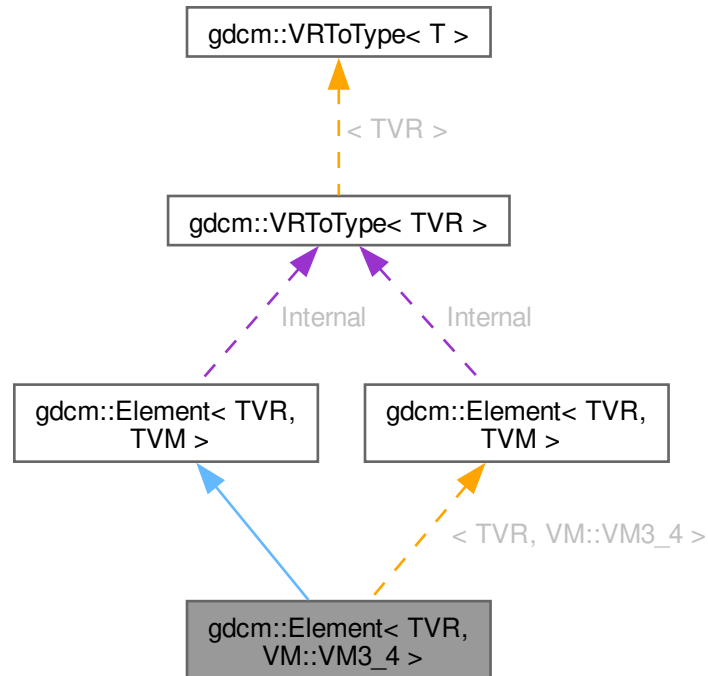 gdcm::VRToType< T >
< TVR >
gdcm::VRToType< TVR >
Internal
Internal
gdcm::Element< TVR,
TVM >
gdcm::Element< TVR,
TVM >
< TVR, VM::VM3_4 >
gdcm::Element< TVR,
VM::VM3_4 >